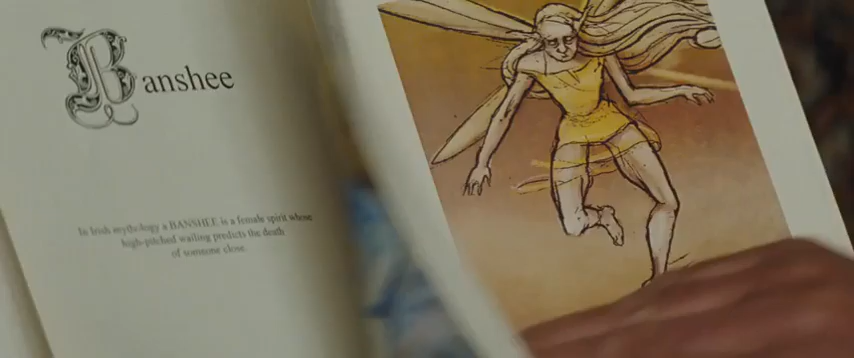 Banshee
In Irish mythology a BANSHEE is a female spirit whose
high-pitched wailing predicts the death
of someone close.